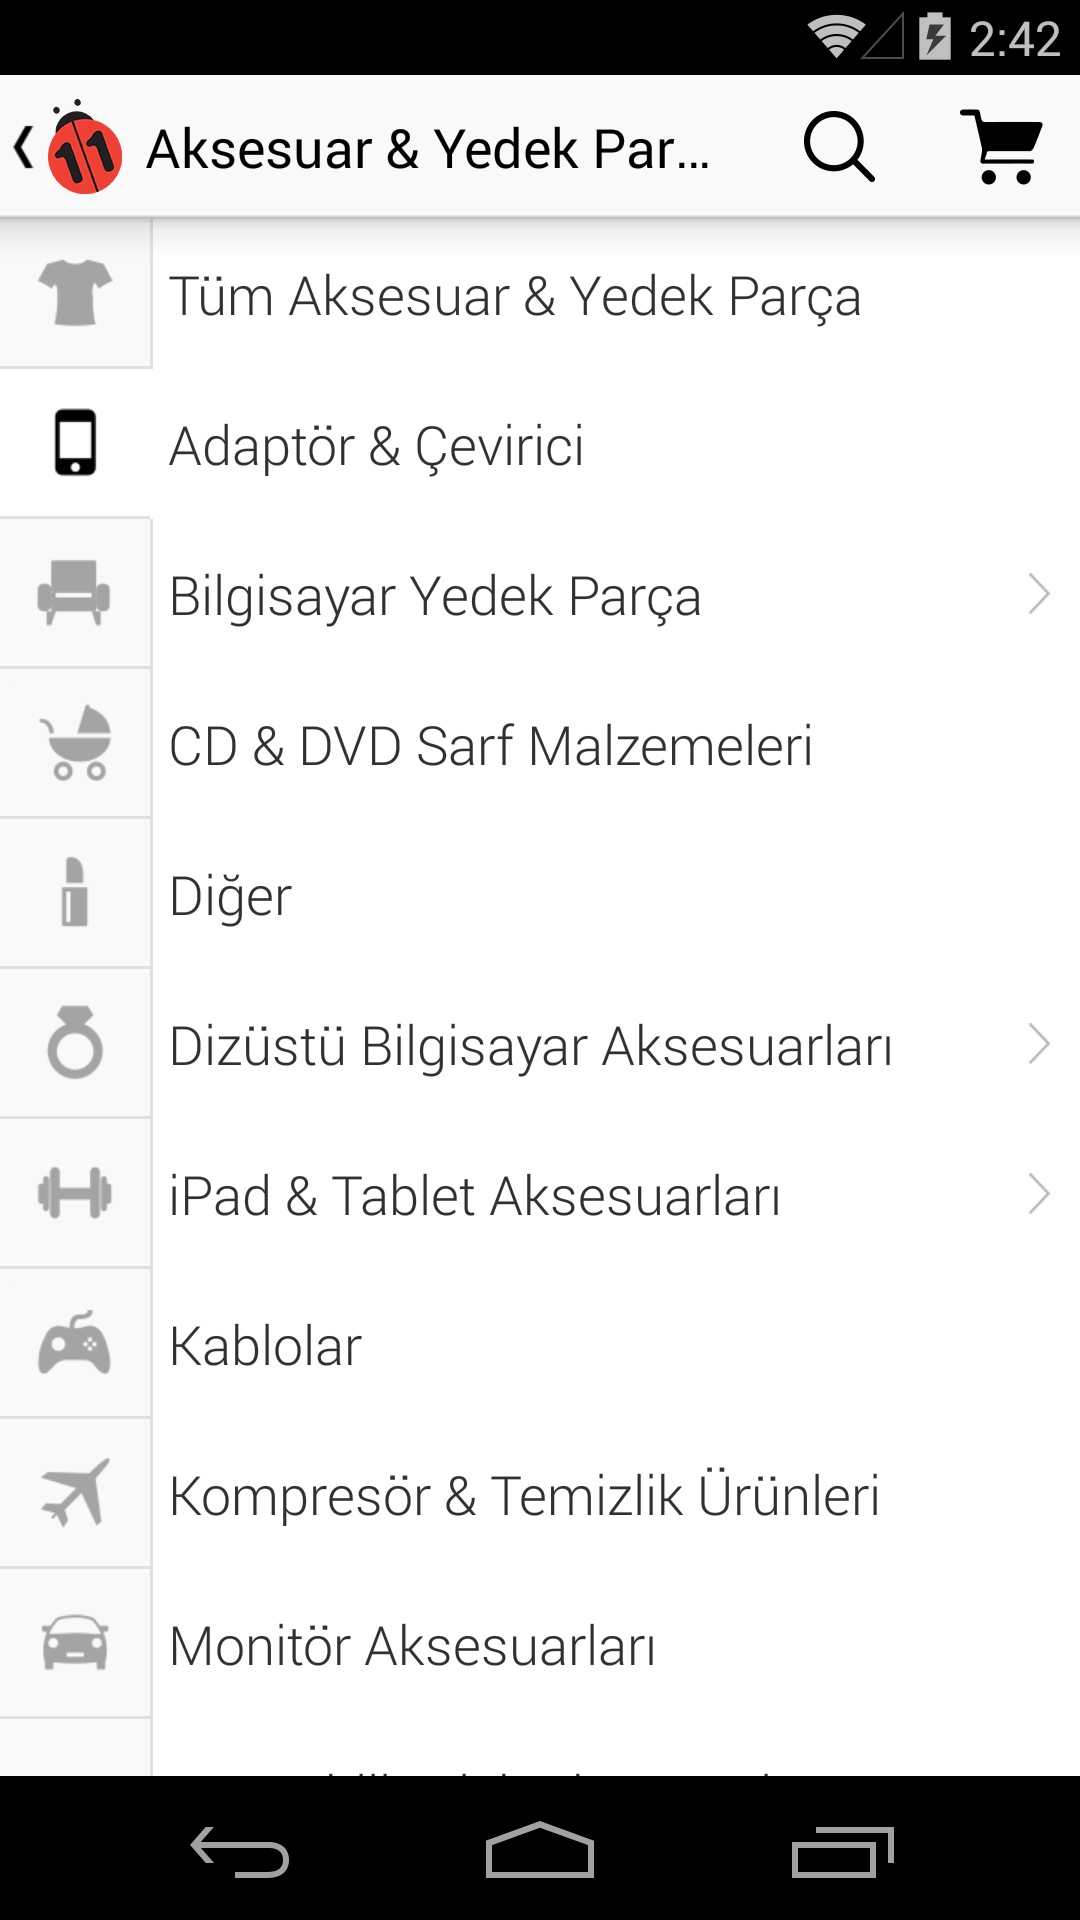 2:42
11
Aksesuar & Yedek Par...
Tüm Aksesuar & Yedek Parça
Adaptör & Çevirici
Bilgisayar Yedek Parça
CD & DVD Sarf Malzemeleri
Diğer
Dizüstü Bilgisayar Aksesuarları
iPad & Tablet Aksesuarları
Kablolar
Kompresör & Temizlik Ürünleri
Monitör Aksesuarları